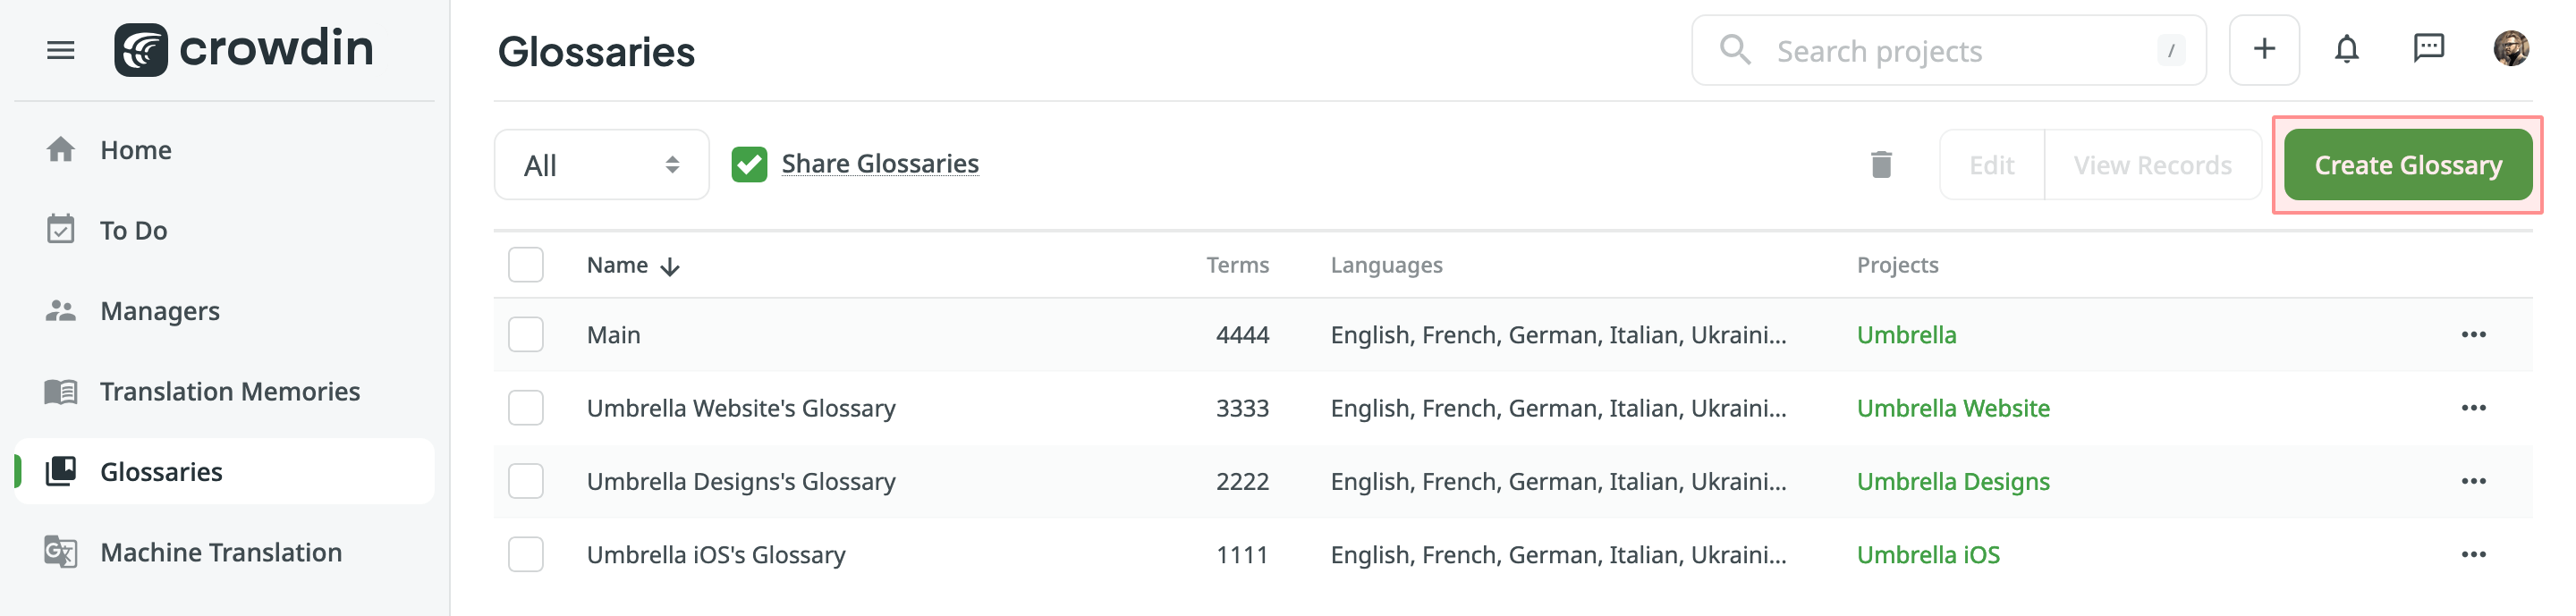 crowdin
Glossaries
Search projects /
Home
To Do
Managers
Translation Memories
Glossaries
Machine Translation
All
Share Glossaries
Edit
View Records
Create Glossary
Name Terms Languages Projects
Main 4444 English, French, German, Italian, Ukraini... Umbrella
Umbrella Website's Glossary 3333 English, French, German, Italian, Ukraini... Umbrella Website
Umbrella Designs's Glossary 2222 English, French, German, Italian, Ukraini... Umbrella Designs
Umbrella iOS's Glossary 1111 English, French, German, Italian, Ukraini... Umbrella iOS